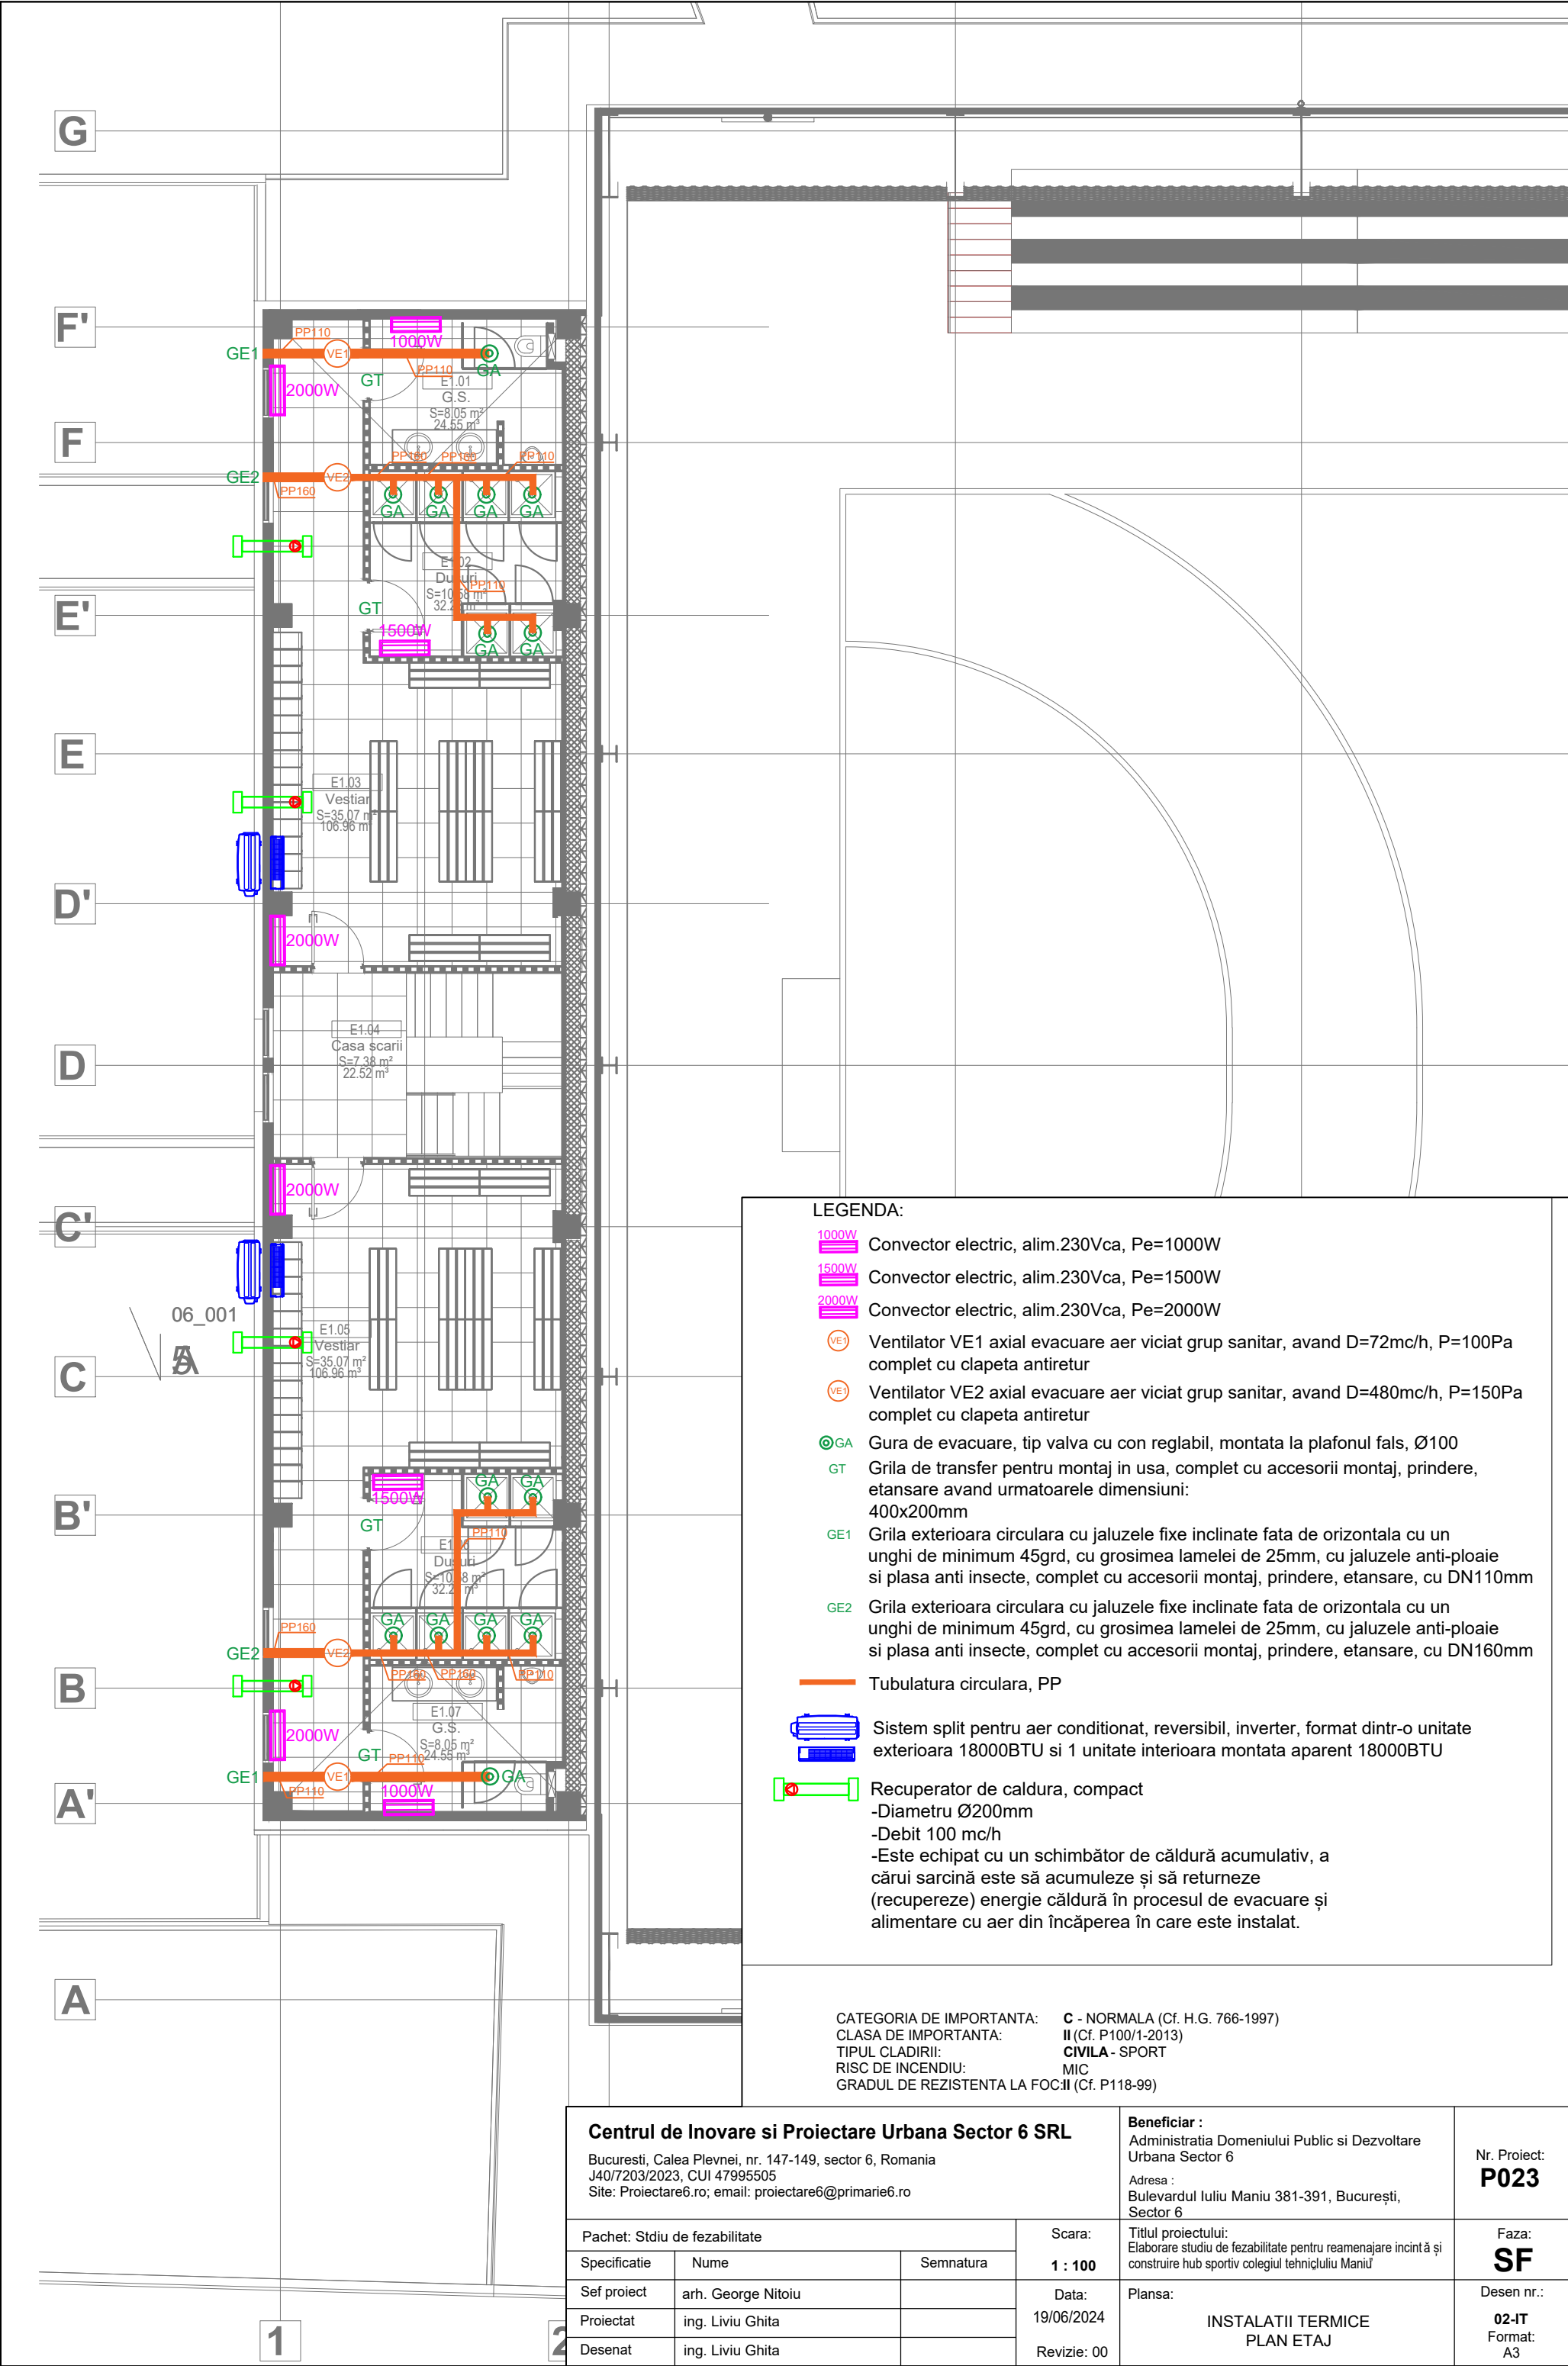 G
F'
PP110
GE1
VE1
1000W
PP110
GA
2000W
GT
E1.01
G.S.
S=8.05 m²
24.55 m³
F
PP160
PP160
PP110
GE2
VE2
PP160
GA
GA
GA
GA
E1.02
Dusuri
PP110
E'
GT
1500W
GA
GA
E
E1.03
Vestiar
S=35.07 m²
106.96 m³
D'
2000W
E1.04
Casa scarii
S=7.38 m²
22.52 m³
D
2000W
C'
06_001
E1.05
Vestiar
S=35.07 m²
106.96 m³
C
GA
GA
1500W
B'
GT
PP110
Dusuri
GA
GA
GA
GA
PP160
GE2
VE2
PP160
PP160
PP110
B
E1.07
G.S.
S=8.05 m²
24.55 m³
2000W
GT
PP110
GE1
VE1
GA
PP110
1000W
A'
A
1
2
LEGENDA:
1000W
Convector electric, alim.230Vca, Pe=1000W
1500W
Convector electric, alim.230Vca, Pe=1500W
2000W
Convector electric, alim.230Vca, Pe=2000W
VE1 Ventilator VE1 axial evacuare aer viciat grup sanitar, avand D=72mc/h, P=100Pa
complet cu clapeta antiretur
VE1 Ventilator VE2 axial evacuare aer viciat grup sanitar, avand D=480mc/h, P=150Pa
complet cu clapeta antiretur
GA Gura de evacuare, tip valva cu con reglabil, montata la plafonul fals, Ø100
GT Grila de transfer pentru montaj in usa, complet cu accesorii montaj, prindere,
etansare avand urmatoarele dimensiuni:
400x200mm
GE1 Grila exterioara circulara cu jaluzele fixe inclinate fata de orizontala cu un
unghi de minimum 45grd, cu grosimea lamelei de 25mm, cu jaluzele anti-ploaie
si plasa anti insecte, complet cu accesorii montaj, prindere, etansare, cu DN110mm
GE2 Grila exterioara circulara cu jaluzele fixe inclinate fata de orizontala cu un
unghi de minimum 45grd, cu grosimea lamelei de 25mm, cu jaluzele anti-ploaie
si plasa anti insecte, complet cu accesorii montaj, prindere, etansare, cu DN160mm
Tubulatura circulara, PP
Sistem split pentru aer conditionat, reversibil, inverter, format dintr-o unitate
exterioara 18000BTU si 1 unitate interioara montata aparent 18000BTU
Recuperator de caldura, compact
-Diametru Ø200mm
-Debit 100 mc/h
-Este echipat cu un schimbător de căldură acumulativ, a
cărui sarcină este să acumuleze și să returneze
(recupereze) energie căldură în procesul de evacuare și
alimentare cu aer din încăperea în care este instalat.
CATEGORIA DE IMPORTANTA: C - NORMALA (Cf. H.G. 766-1997)
CLASA DE IMPORTANTA: II (Cf. P100/1-2013)
TIPUL CLADIRII: CIVILA - SPORT
RISC DE INCENDIU: MIC
GRADUL DE REZISTENTA LA FOC:II (Cf. P118-99)
Centrul de Inovare si Proiectare Urbana Sector 6 SRL
Bucuresti, Calea Plevnei, nr. 147-149, sector 6, Romania
J40/7203/2023, CUI 47995505
Site: Proiectare6.ro; email: proiectare6@primarie6.ro
Beneficiar :
Administratia Domeniului Public si Dezvoltare
Urbana Sector 6
Adresa :
Bulevardul Iuliu Maniu 381-391, București,
Sector 6
Nr. Proiect:
P023
Pachet: Stdiu de fezabilitate
Specificatie Nume Semnatura
Sef proiect arh. George Nitoiu
Proiectat ing. Liviu Ghita
Desenat ing. Liviu Ghita
Scara:
1 : 100
Data:
19/06/2024
Revizie: 00
Titlul proiectului:
Elaborare studiu de fezabilitate pentru reamenajare incintă și
construire hub sportiv colegiul tehnic
Plansa:
INSTALATII TERMICE
PLAN ETAJ
Faza:
SF
Desen nr.:
02-IT
Format:
A3